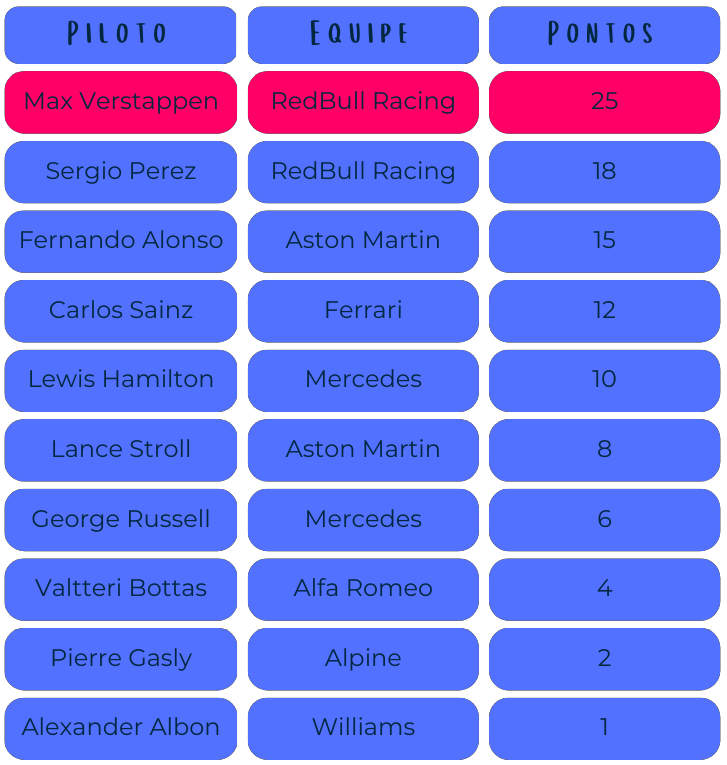 Piloto Equipe Pontos
Max Verstappen RedBull Racing 25
Sergio Perez RedBull Racing 18
Fernando Alonso Aston Martin 15
Carlos Sainz Ferrari 12
Lewis Hamilton Mercedes 10
Lance Stroll Aston Martin 8
George Russell Mercedes 6
Valtteri Bottas Alfa Romeo 4
Pierre Gasly Alpine 2
Alexander Albon Williams 1